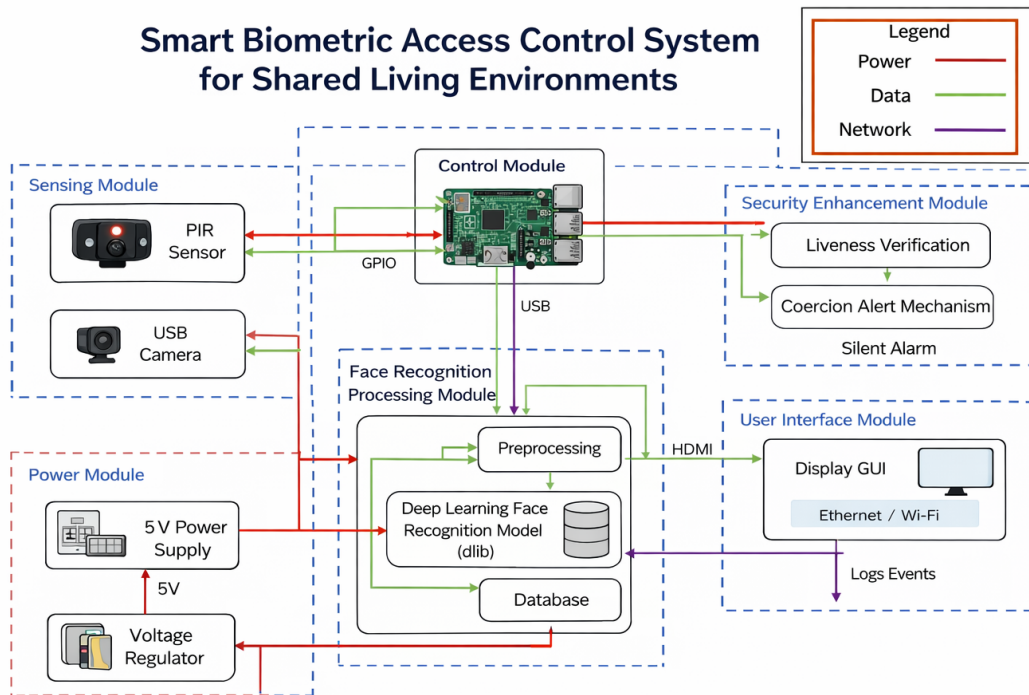 Smart Biometric Access Control System
for Shared Living Environments
Legend
Power
Data
Network
Sensing Module
PIR
Sensor
USB
Camera
GPIO
Control Module
USB
Security Enhancement Module
Liveness Verification
Coercion Alert Mechanism
Silent Alarm
Face Recognition
Processing Module
Preprocessing
Deep Learning Face
Recognition Model
(dlib)
Database
HDMI
User Interface Module
Display GUI
Ethernet / Wi-Fi
Logs Events
Power Module
5 V Power
Supply
5V
Voltage
Regulator